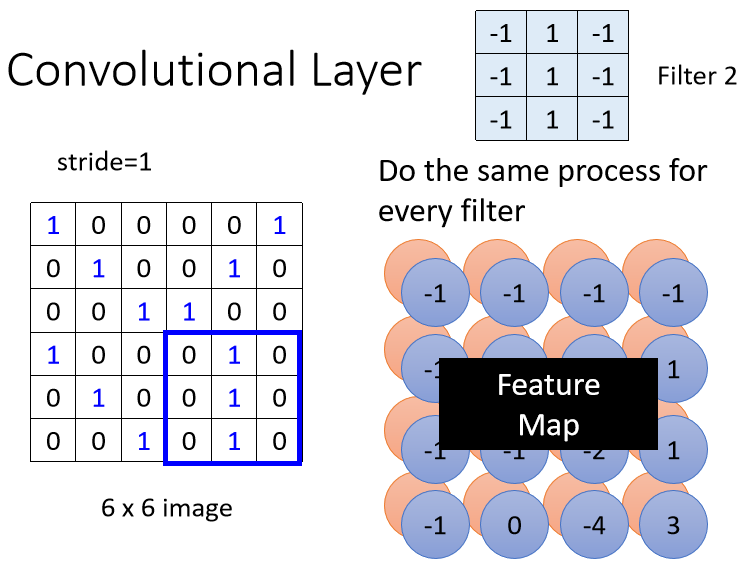 Convolutional Layer
-1 1 -1
-1 1 -1
-1 1 -1
Filter 2
stride=1
Do the same process for
every filter
1 0 0 0 0 1
0 1 0 0 1 0
0 0 1 1 0 0
1 0 0 0 1 0
0 1 0 0 1 0
0 0 1 0 1 0
6 x 6 image
-1 -1 -1 -1
1
Feature
Map
-1 -1 -2 1
-1 0 -4 3